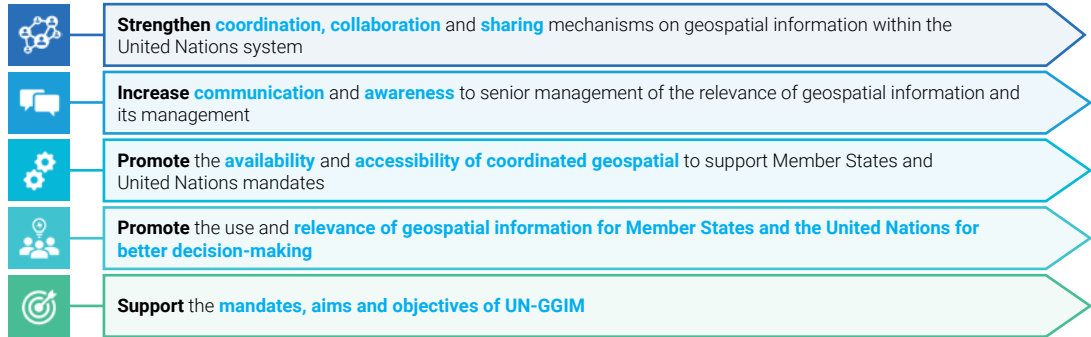 Strengthen coordination, collaboration and sharing mechanisms on geospatial information within the
United Nations system
Increase communication and awareness to senior management of the relevance of geospatial information and
its management
Promote the availability and accessibility of coordinated geospatial to support Member States and
United Nations mandates
Promote the use and relevance of geospatial information for Member States and the United Nations for
better decision-making
Support the mandates, aims and objectives of UN-GGIM